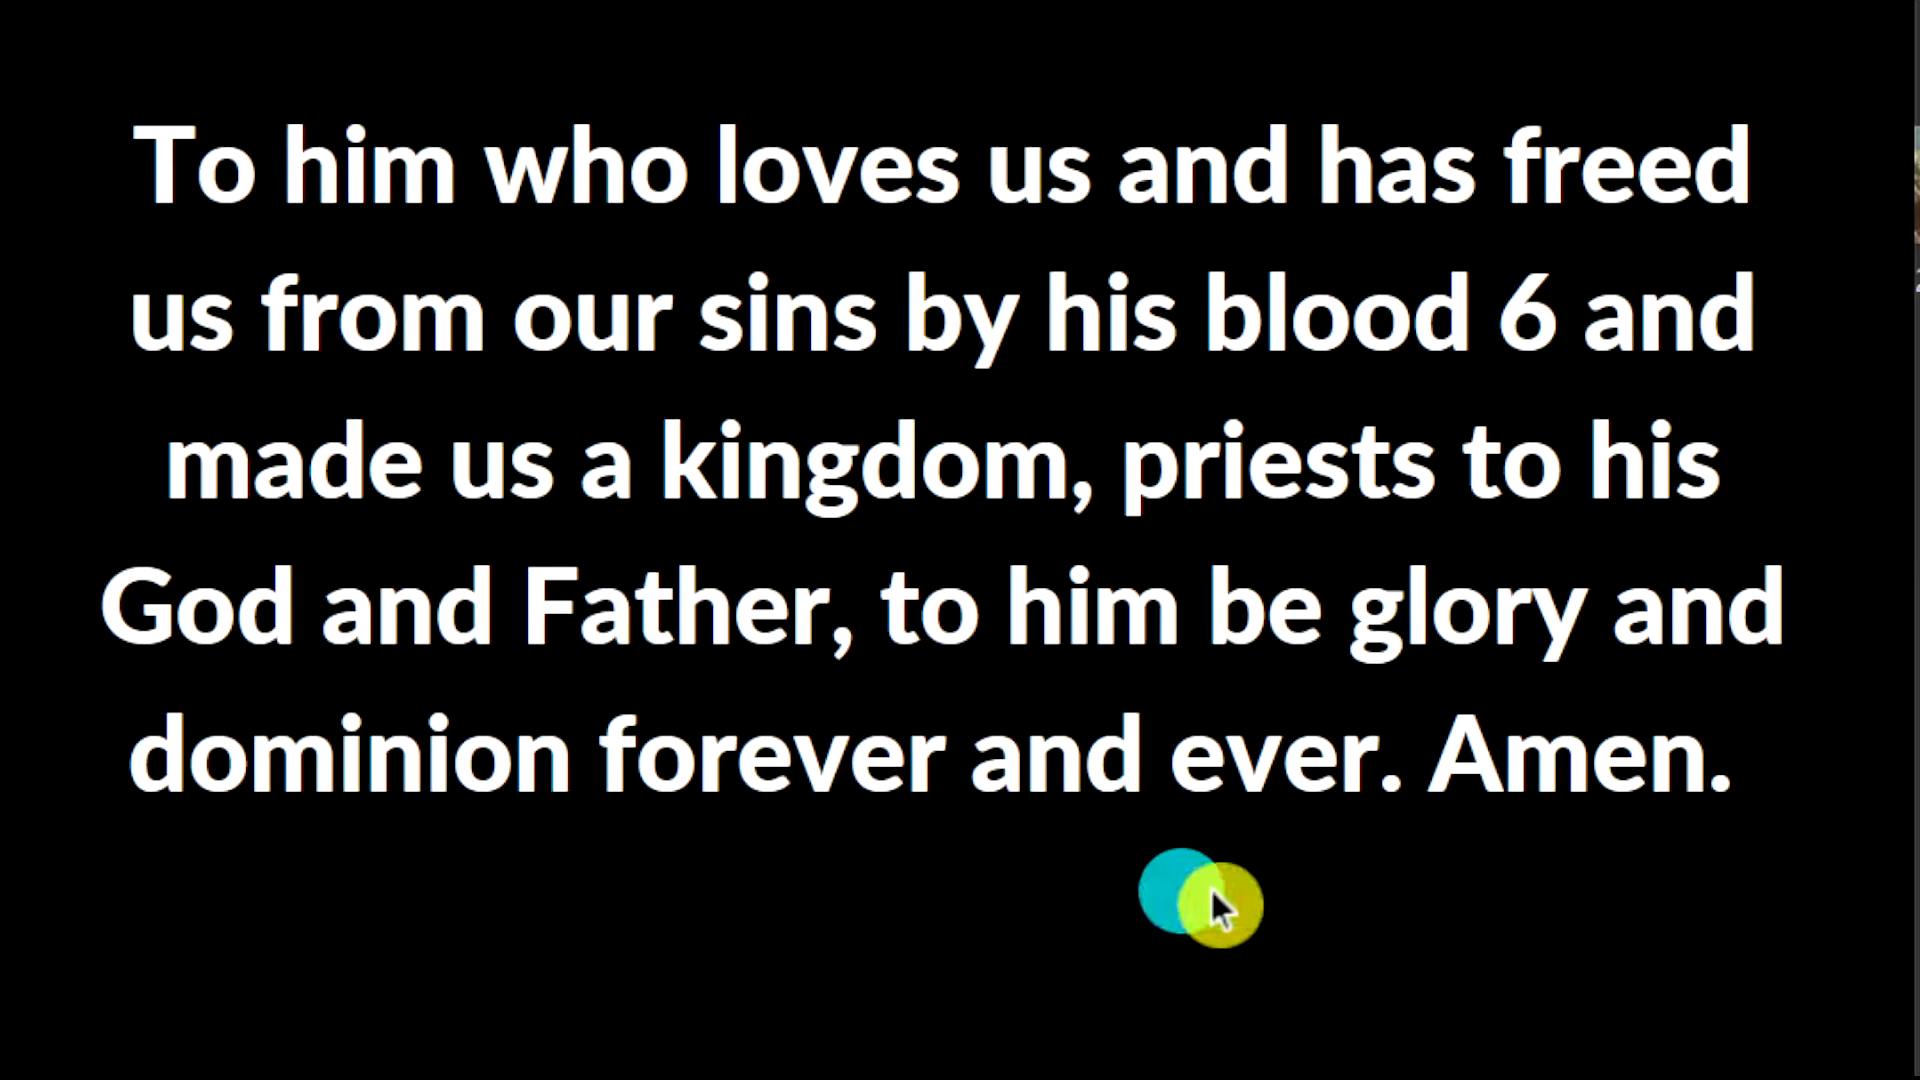 To him who loves us and has freed
us from our sins by his blood 6 and
made us a kingdom, priests to his
God and Father, to him be glory and
dominion forever and ever. Amen.